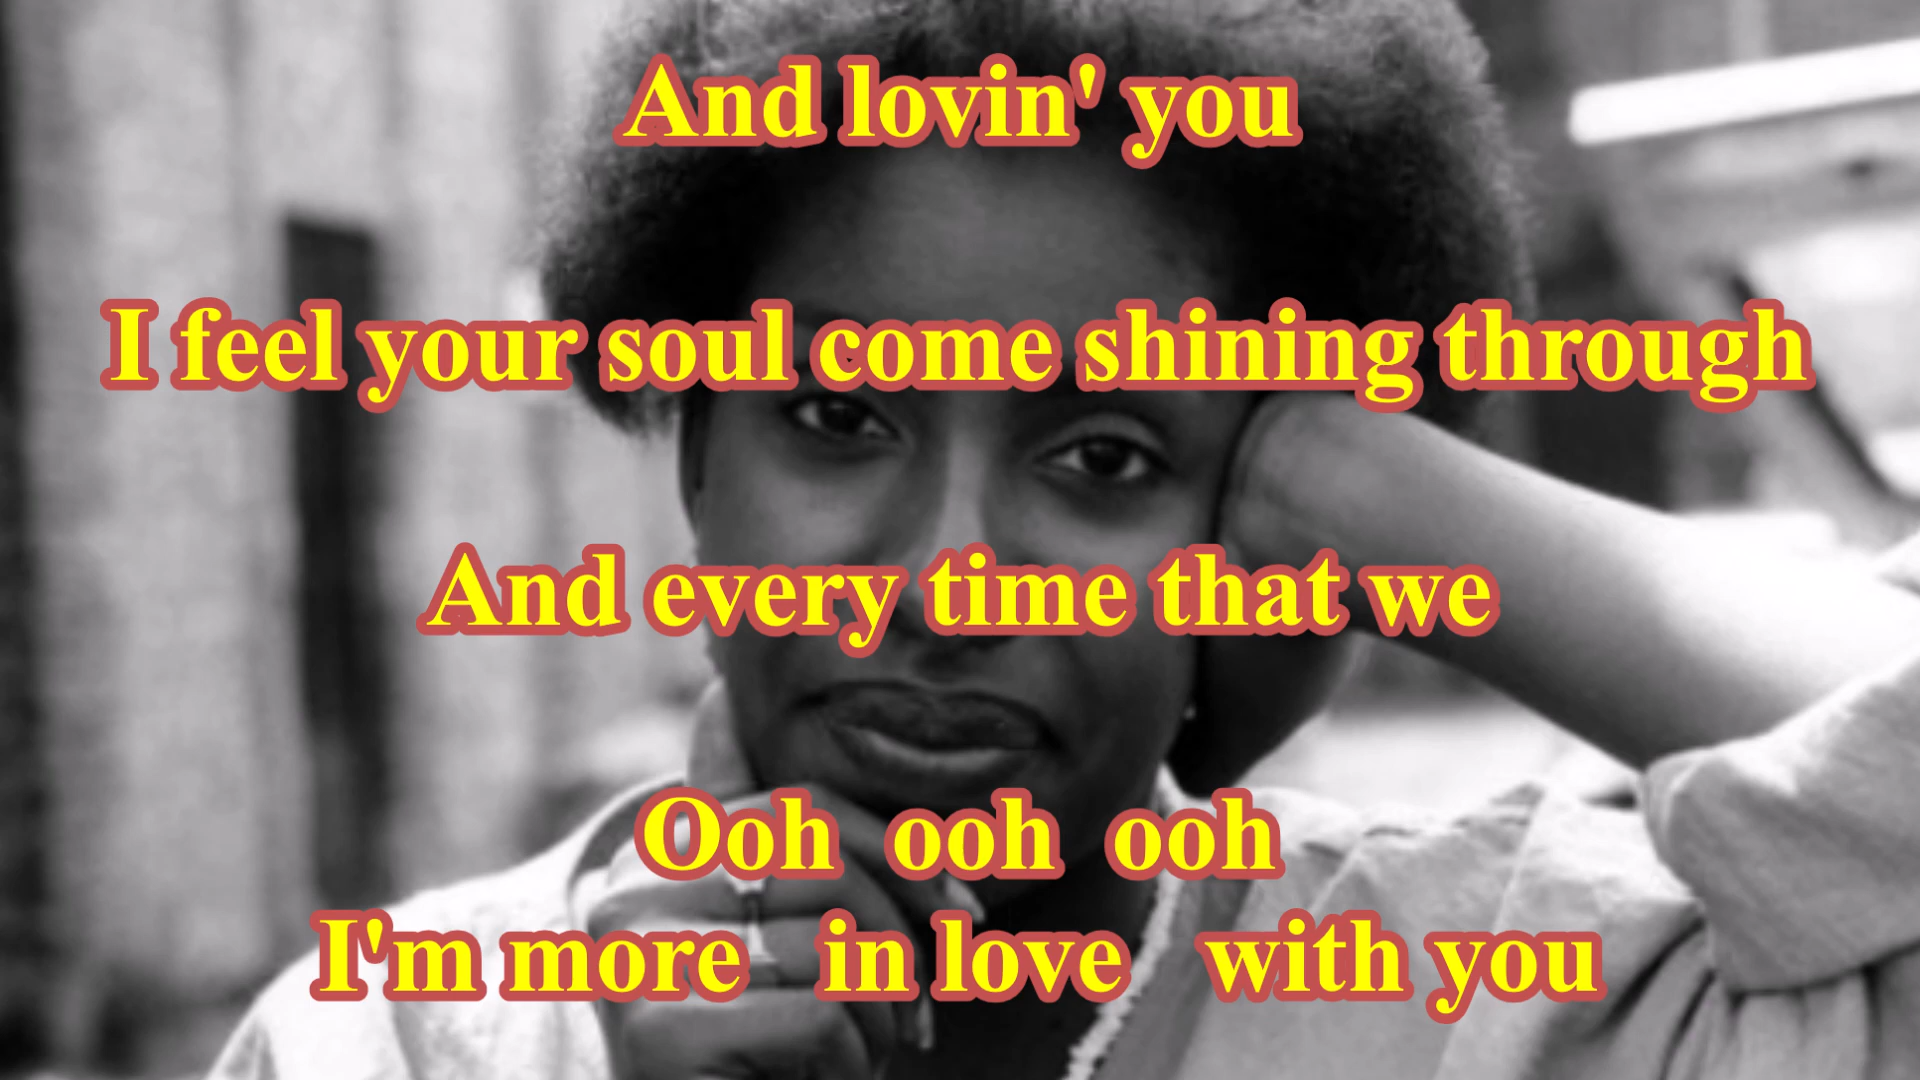 And lovin' you
I feel your soul come shining through
And every time that we
Ooh ooh ooh
I'm more in love with you